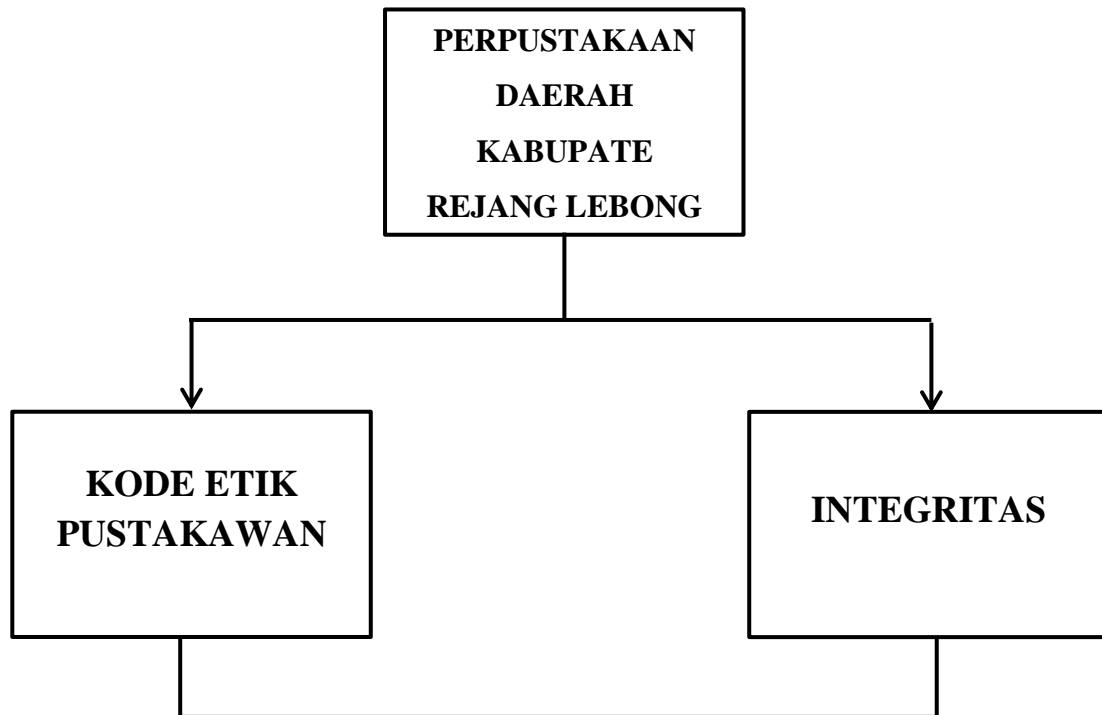 PERPUSTAKAAN
DAERAH
KABUPATE
REJANG LEBONG
KODE ETIK
PUSTAKAWAN
INTEGRITAS